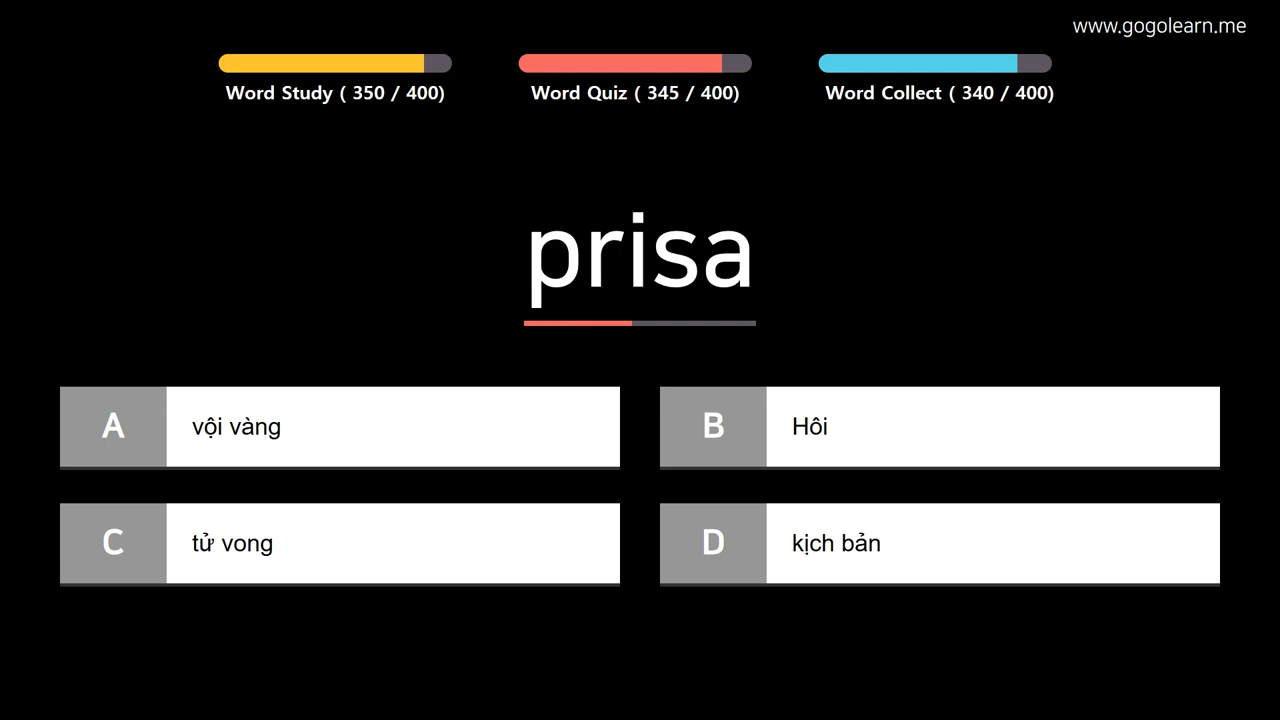 www.gogolearn.me
Word Study ( 350 / 400)
Word Quiz ( 345 / 400)
Word Collect ( 340 / 400)
prisa
A vội vàng
B Hôi
C tử vong
D kịch bản